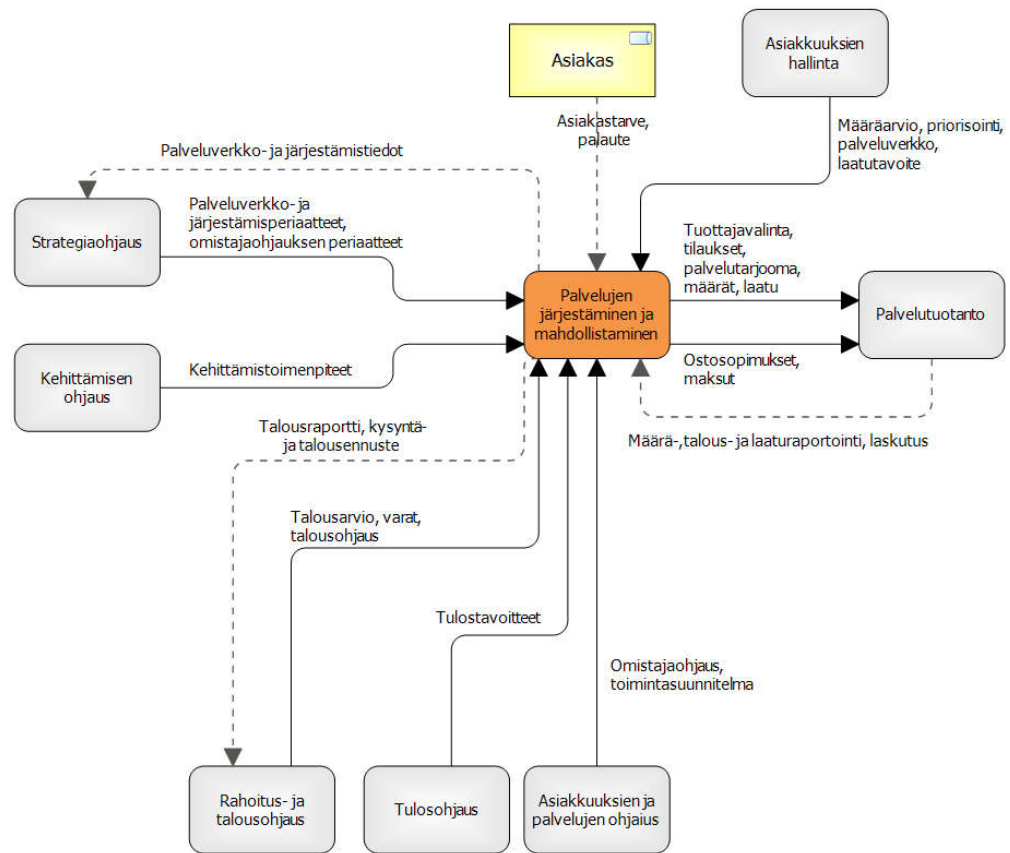 Asiakas
Asiakkuuksien
hallinta
Asiakastarve,
palaute
Määräarvio, priorisointi,
palveluverkko,
laatutavoite
Palveluverkko- ja järjestämistiedot
Strategiaohjaus
Palveluverkko- ja
järjestämisperiaatteet,
omistajaohjauksen periaatteet
Tuottajavalinta,
tilaukset,
palvelutarjooma,
määrät, laatu
Palvelujen
järjestäminen ja
mahdollistaminen
Palvelutuotanto
Kehittämisen
ohjaus
Kehittämistoimenpiteet
Ostosopimukset,
maksut
Talousraportti, kysyntä-
ja talousennuste
Määrä-,talous- ja laaturaportointi, laskutus
Talousarvio, varat,
talousohjaus
Tulostavoitteet
Omistajaohjaus,
toimintasuunnitelma
Rahoitus- ja
talousohjaus
Tulosohjaus
Asiakkuuksien ja
palvelujen ohjaius